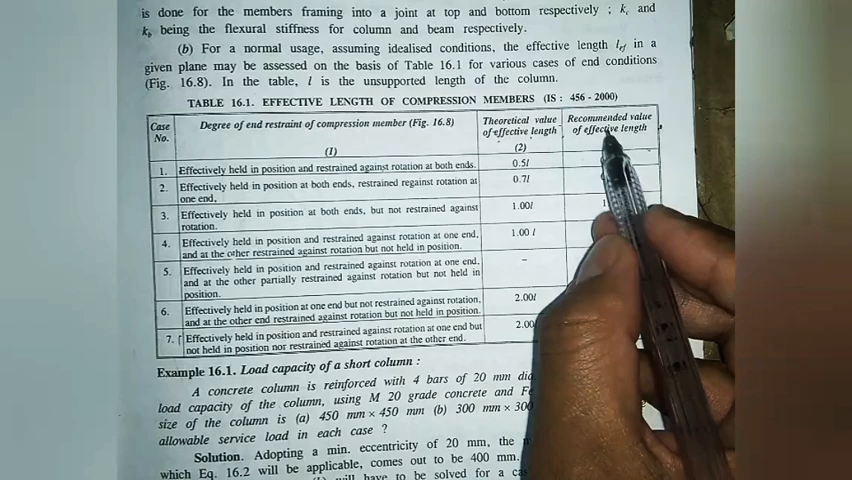 is done for the members framing into a joint at top and bottom respectively ; kc and
kb being the flexural stiffness for column and beam respectively.
(b) For a normal usage, assuming idealised conditions, the effective length lef in a
given plane may be assessed on the basis of Table 16.1 for various cases of end conditions
(Fig. 16.8). In the table, l is the unsupported length of the column.
TABLE 16.1. EFFECTIVE LENGTH OF COMPRESSION MEMBERS (IS : 456 - 2000)
Case No. Degree of end restraint of compression member (Fig. 16.8) Theoretical value of effective length Recommended value of effective length
(1) (2)
1. Effectively held in position and restrained against rotation at both ends. 0.5l
2. Effectively held in position at both ends, restrained regainst rotation at
one end, 0.7l
3. Effectively held in position at both ends, but not restrained against
rotation. 1.00l 1
4. Effectively held in position and restrained against rotation at one end,
and at the other restrained against rotation but not held in position. 1.00 l
5. Effectively held in position and restrained against rotation at one end,
and at the other partially restrained against rotation but not held in
position. –
6. Effectively held in position at one end but not restrained against rotation,
and at the other end restrained against rotation but not held in position. 2.00l
7. Effectively held in position and restrained against rotation at one end but
not held in position nor restrained against rotation at the other end. 2.00
Example 16.1. Load capacity of a short column :
A concrete column is reinforced with 4 bars of 20 mm dia
load capacity of the column, using M 20 grade concrete and Fe
size of the column is (a) 450 mm × 450 mm (b) 300 mm × 300
allowable service load in each case ?
Solution. Adopting a min. eccentricity of 20 mm, the
which Eq. 16.2 will be applicable, comes out to be 400 mm.
will have to be solved for a